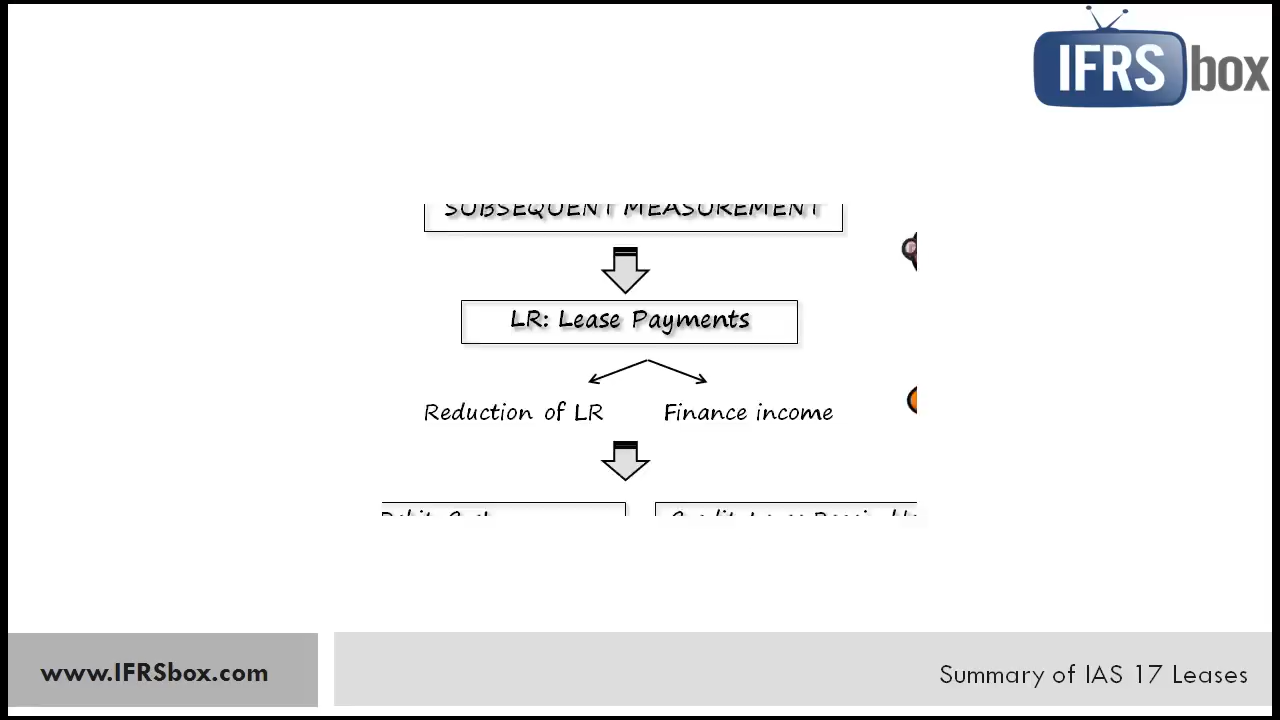 IFRS box
SUBSEQUENT MEASUREMENT
LR: Lease Payments
Reduction of LR
Finance income
www.IFRSbox.com
Summary of IAS 17 Leases